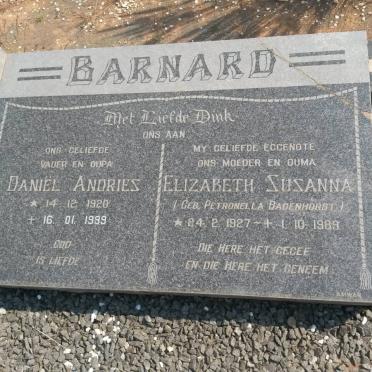 BARNARD
Met Liefde Dink
ONS AAN
ONS GELIEFDE
VADER EN OUPA
DANIEL ANDRIES
★ 14. 12. 1920
+ 16. 01. 1999
GOD
IS LIEFDE
MY GELIEFDE EGGENOTE
ONS MOEDER EN OUMA
ELIZABETH SUSANNA
(GEB. PETRONELLA BADENHORST.)
★ 24. 2. 1927 - + 1. 10. 1989
DIE HERE HET GEGEE
EN DIE HERE HET GENEEM